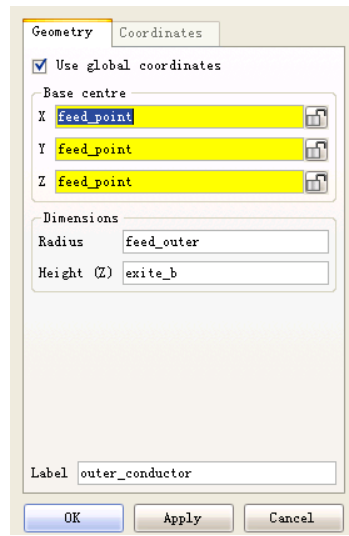 Geometry Coordinates
Use global coordinates
Base centre
X feed_point
Y feed_point
Z feed_point
Dimensions
Radius feed_outer
Height (Z) exite_b
Label outer_conductor
OK Apply Cancel